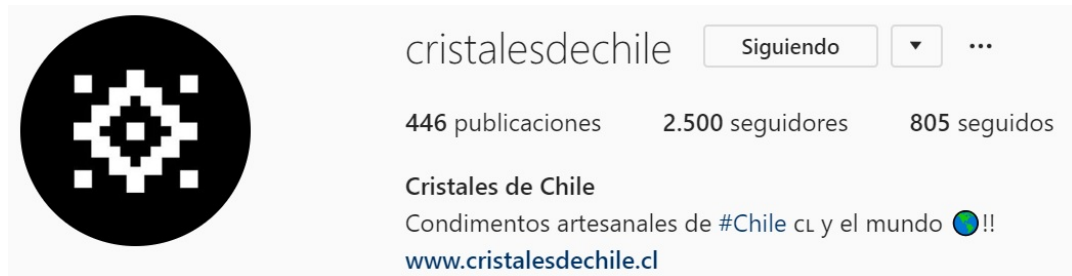 cristalesdechile Siguiendo
446 publicaciones 2.500 seguidores 805 seguidos
Cristales de Chile
Condimentos artesanales de #Chile CL y el mundo 🌎!!
www.cristalesdechile.cl